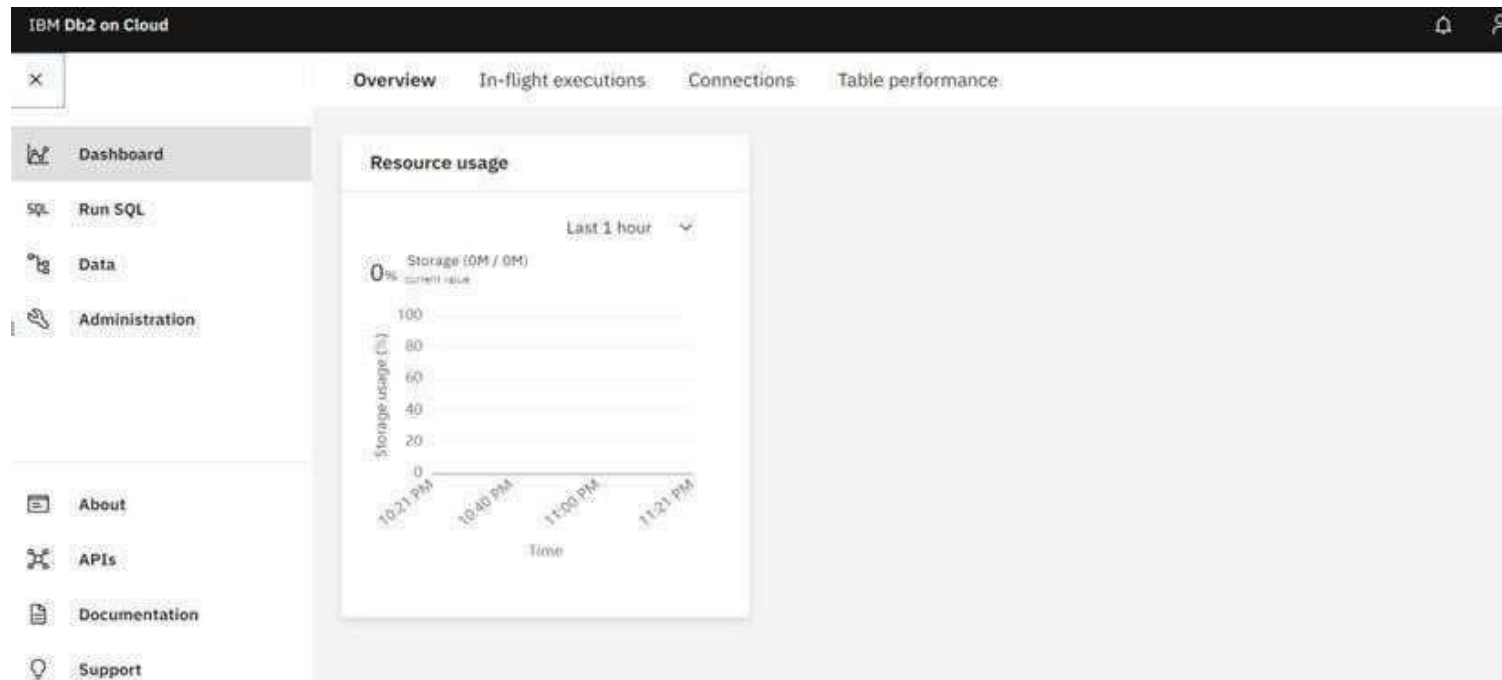 IBM Db2 on Cloud
Overview In-flight executions Connections Table performance
Dashboard
SQL Run SQL
Data
Administration
About
APIs
Documentation
Support
Resource usage
Last 1 hour
0% Storage (0M / 0M)
current value
Storage usage (%)
100
80
60
40
20
0
10:21 PM 10:40 PM 11:00 PM 11:21 PM
Time